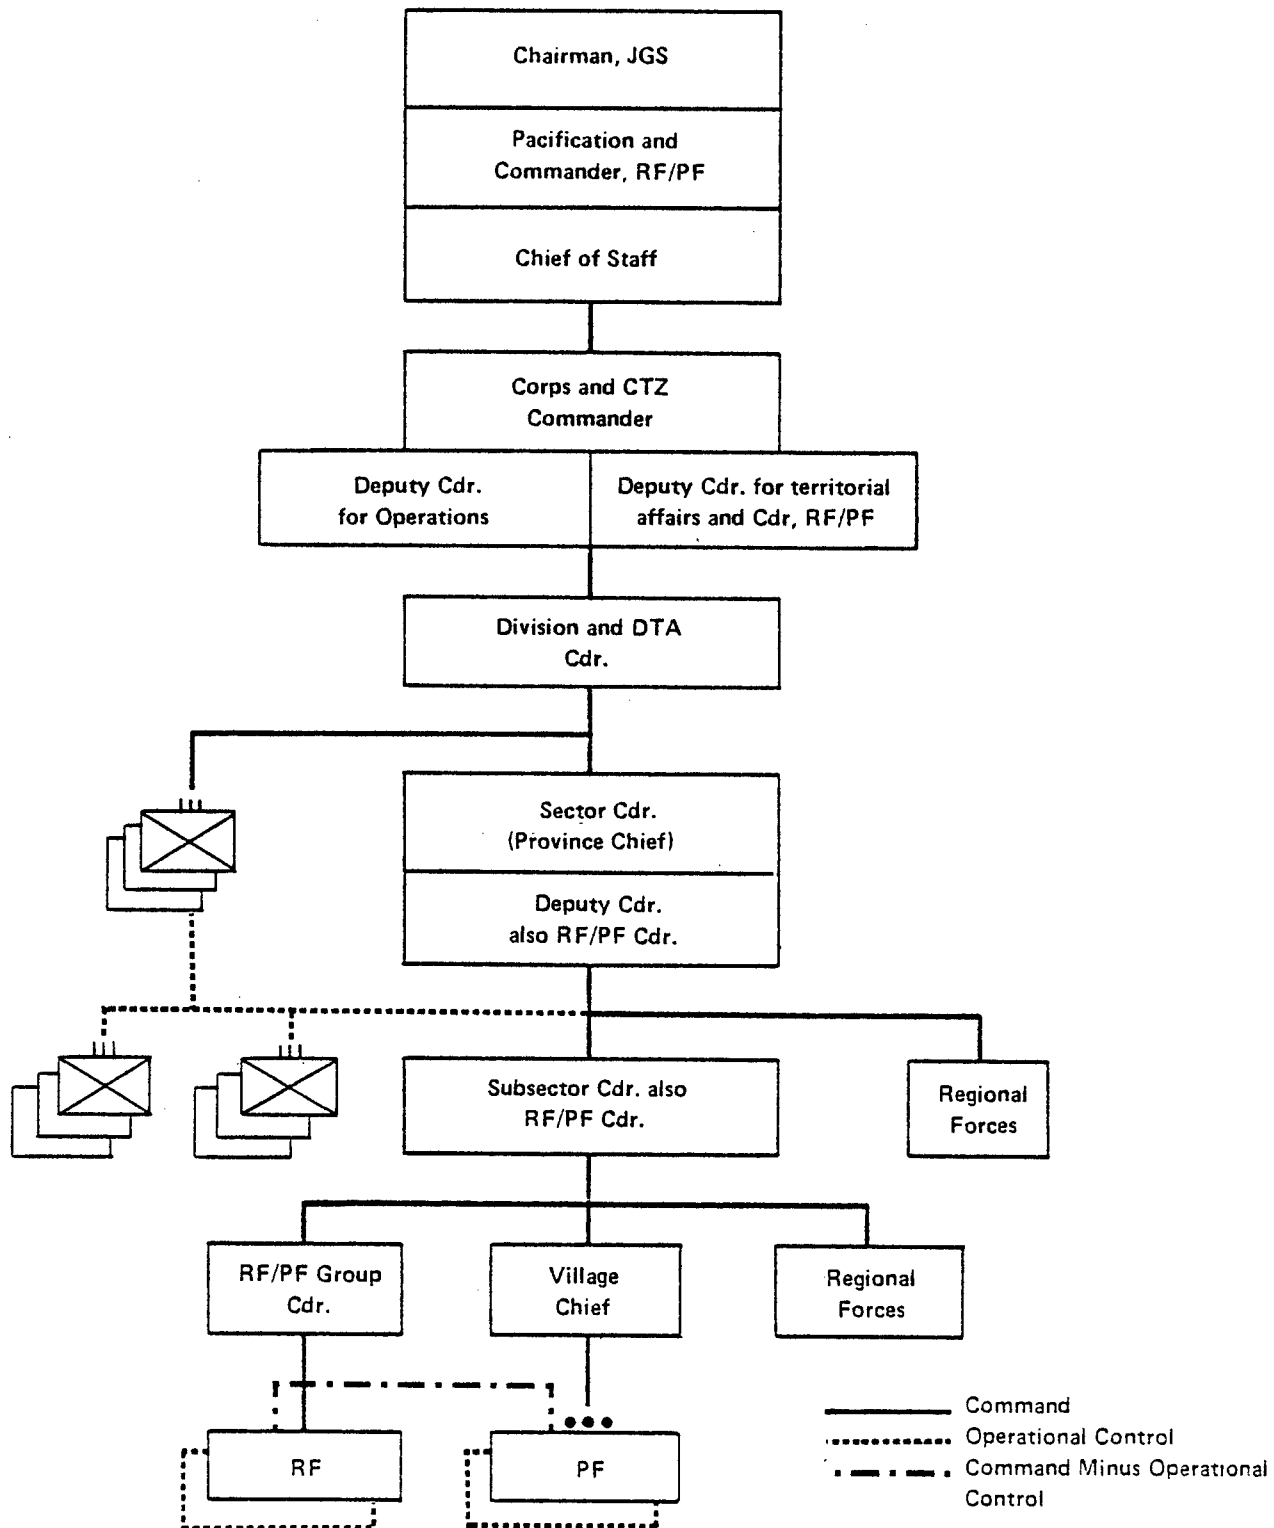 Chairman, JGS
Pacification and
Commander, RF/PF
Chief of Staff
Corps and CTZ
Commander
Deputy Cdr.
for Operations
Deputy Cdr. for territorial
affairs and Cdr, RF/PF
Division and DTA
Cdr.
Sector Cdr.
(Province Chief)
Deputy Cdr.
also RF/PF Cdr.
Subsector Cdr. also
RF/PF Cdr.
Regional
Forces
RF/PF Group
Cdr.
Village
Chief
Regional
Forces
RF
PF
Command
Operational Control
Command Minus Operational
Control